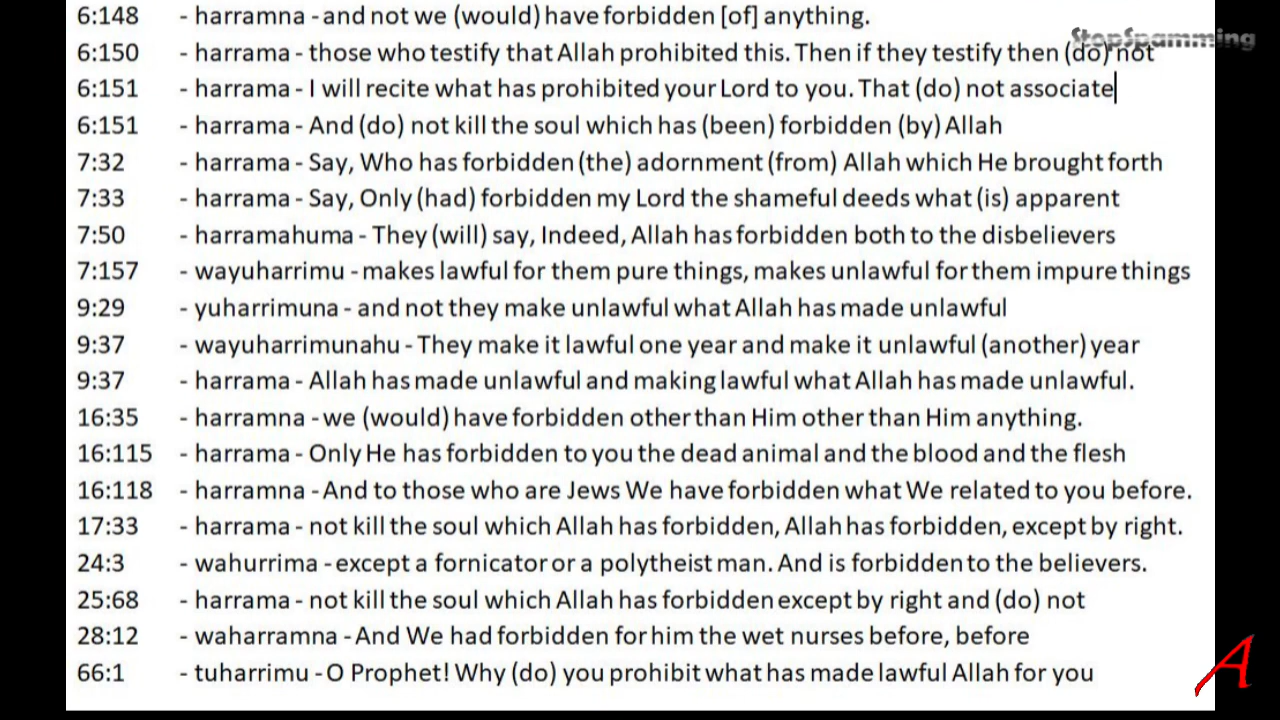 6:148 - harramna - and not we (would) have forbidden [of] anything.
StopSpamming
6:150 - harrama - those who testify that Allah prohibited this. Then if they testify then (do) not
6:151 - harrama - I will recite what has prohibited your Lord to you. That (do) not associate
6:151 - harrama - And (do) not kill the soul which has (been) forbidden (by) Allah
7:32 - harrama - Say, Who has forbidden (the) adornment (from) Allah which He brought forth
7:33 - harrama - Say, Only (had) forbidden my Lord the shameful deeds what (is) apparent
7:50 - harramahuma - They (will) say, Indeed, Allah has forbidden both to the disbelievers
7:157 - wayuharrimu - makes lawful for them pure things, makes unlawful for them impure things
9:29 - yuharrimuna - and not they make unlawful what Allah has made unlawful
9:37 - wayuharrimunahu - They make it lawful one year and make it unlawful (another) year
9:37 - harrama - Allah has made unlawful and making lawful what Allah has made unlawful.
16:35 - harramna - we (would) have forbidden other than Him other than Him anything.
16:115 - harrama - Only He has forbidden to you the dead animal and the blood and the flesh
16:118 - harramna - And to those who are Jews We have forbidden what We related to you before.
17:33 - harrama - not kill the soul which Allah has forbidden, Allah has forbidden, except by right.
24:3 - wahurrima - except a fornicator or a polytheist man. And is forbidden to the believers.
25:68 - harrama - not kill the soul which Allah has forbidden except by right and (do) not
28:12 - waharramna - And We had forbidden for him the wet nurses before, before
66:1 - tuharrimu - O Prophet! Why (do) you prohibit what has made lawful Allah for you
A